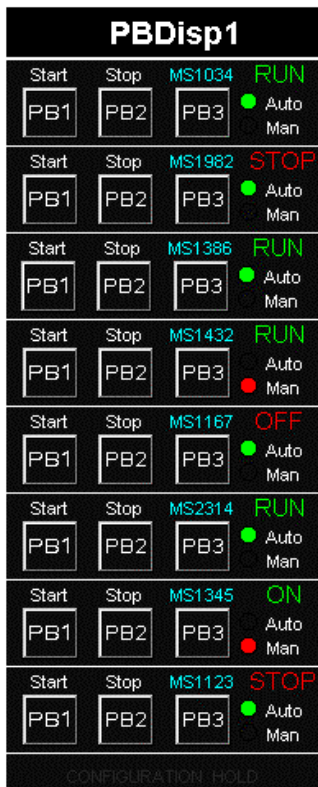 PBDisp1
Start Stop MS1034 RUN
PB1 PB2 PB3 Auto
Man
Start Stop MS1982 STOP
PB1 PB2 PB3 Auto
Man
Start Stop MS1386 RUN
PB1 PB2 PB3 Auto
Man
Start Stop MS1432 RUN
PB1 PB2 PB3 Auto
Man
Start Stop MS1167 OFF
PB1 PB2 PB3 Auto
Man
Start Stop MS2314 RUN
PB1 PB2 PB3 Auto
Man
Start Stop MS1345 ON
PB1 PB2 PB3 Auto
Man
Start Stop MS1123 STOP
PB1 PB2 PB3 Auto
Man
CONFIGURATION HOLD